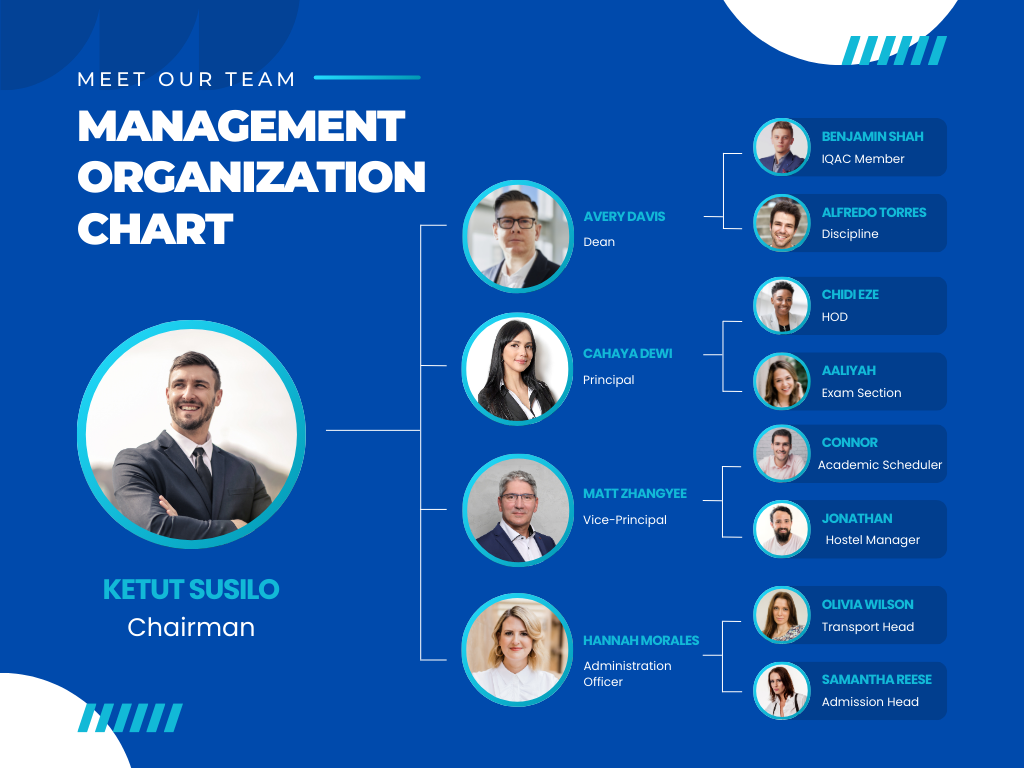 MEET OUR TEAM
MANAGEMENT
ORGANIZATION
CHART
KETUT SUSILO
Chairman
AVERY DAVIS
Dean
BENJAMIN SHAH
IQAC Member
ALFREDO TORRES
Discipline
CAHAYA DEWI
Principal
CHIDI EZE
HOD
AALIYAH
Exam Section
MATT ZHANGYEE
Vice-Principal
CONNOR
Academic Scheduler
JONATHAN
Hostel Manager
HANNAH MORALES
Administration
Officer
OLIVIA WILSON
Transport Head
SAMANTHA REESE
Admission Head